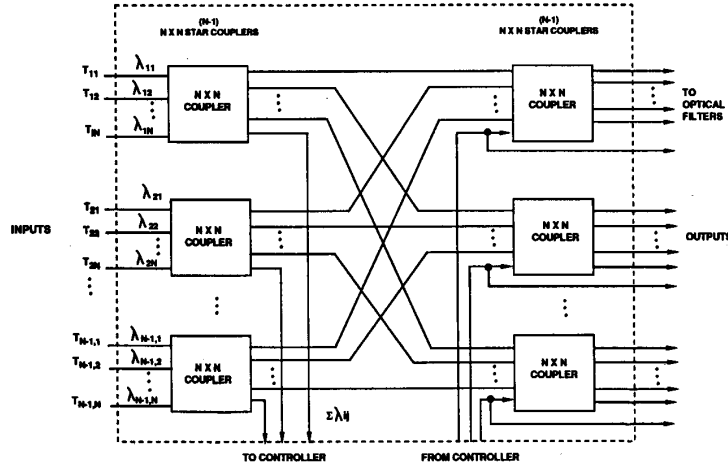 (N-1)
N X N STAR COUPLERS
(N-1)
N X N STAR COUPLERS
T11 λ11
T12 λ12
T1N λ1N
N X N
COUPLER
N X N
COUPLER
TO
OPTICAL
FILTERS
INPUTS
T21 λ21
T22 λ22
T2N λ2N
N X N
COUPLER
N X N
COUPLER
OUTPUTS
TN-1,1 λN-1,1
TN-1,2 λN-1,2
TN-1,N λN-1,N
N X N
COUPLER
N X N
COUPLER
Σλij
TO CONTROLLER
FROM CONTROLLER